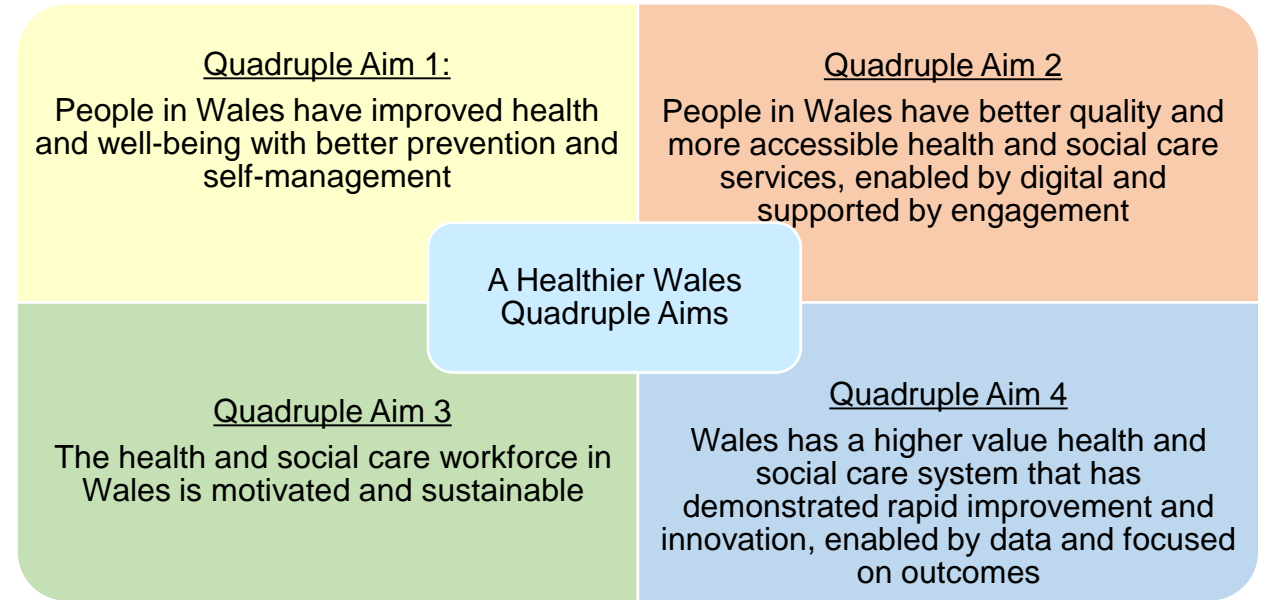 Quadruple Aim 1:
People in Wales have improved health
and well-being with better prevention and
self-management
Quadruple Aim 2
People in Wales have better quality and
more accessible health and social care
services, enabled by digital and
supported by engagement
A Healthier Wales
Quadruple Aims
Quadruple Aim 3
The health and social care workforce in
Wales is motivated and sustainable
Quadruple Aim 4
Wales has a higher value health and
social care system that has
demonstrated rapid improvement and
innovation, enabled by data and focused
on outcomes